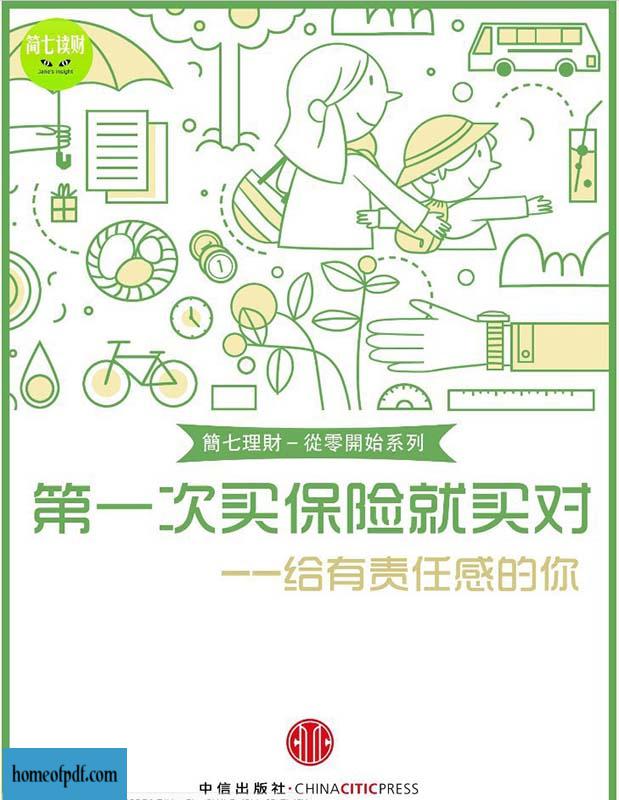 简七读财
Jane's Insight
1
簡七理財–從零開始系列
第一次买保险就买对
——给有责任感的你
homeofpdf.com
中信出版社·CHINACITICPRESS